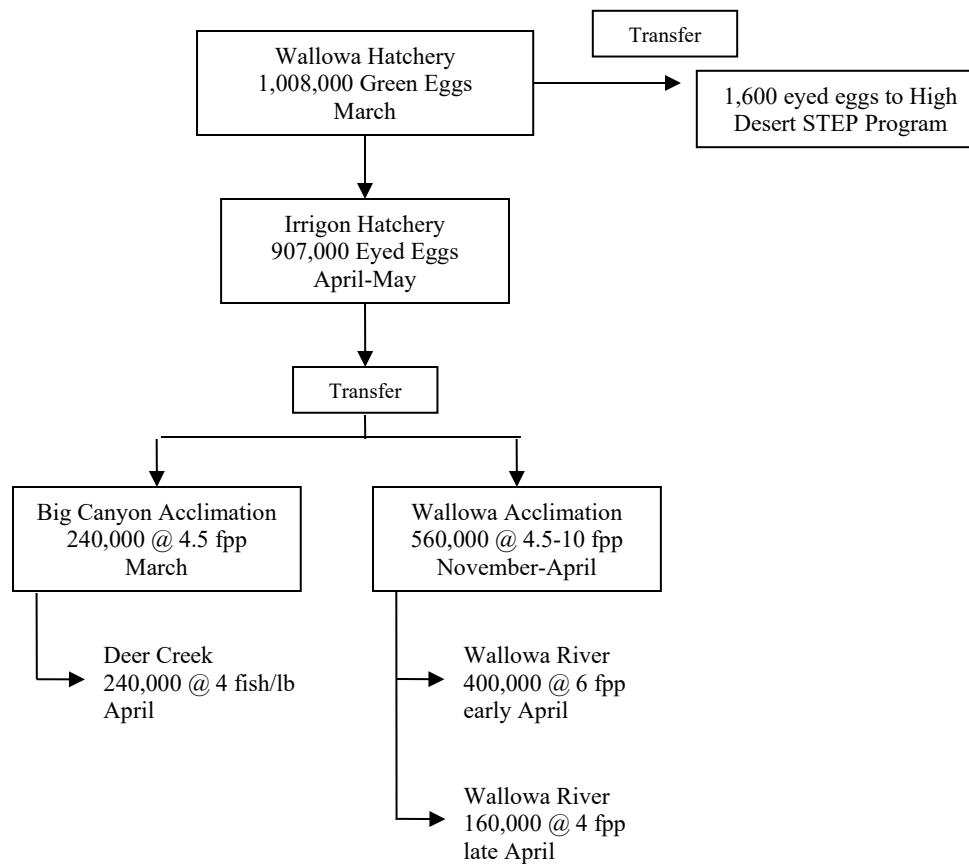 Transfer
Wallowa Hatchery
1,008,000 Green Eggs
March
1,600 eyed eggs to High
Desert STEP Program
Irrigon Hatchery
907,000 Eyed Eggs
April-May
Transfer
Big Canyon Acclimation
240,000 @ 4.5 fpp
March
Wallowa Acclimation
560,000 @ 4.5-10 fpp
November-April
Deer Creek
240,000 @ 4 fish/lb
April
Wallowa River
400,000 @ 6 fpp
early April
Wallowa River
160,000 @ 4 fpp
late April